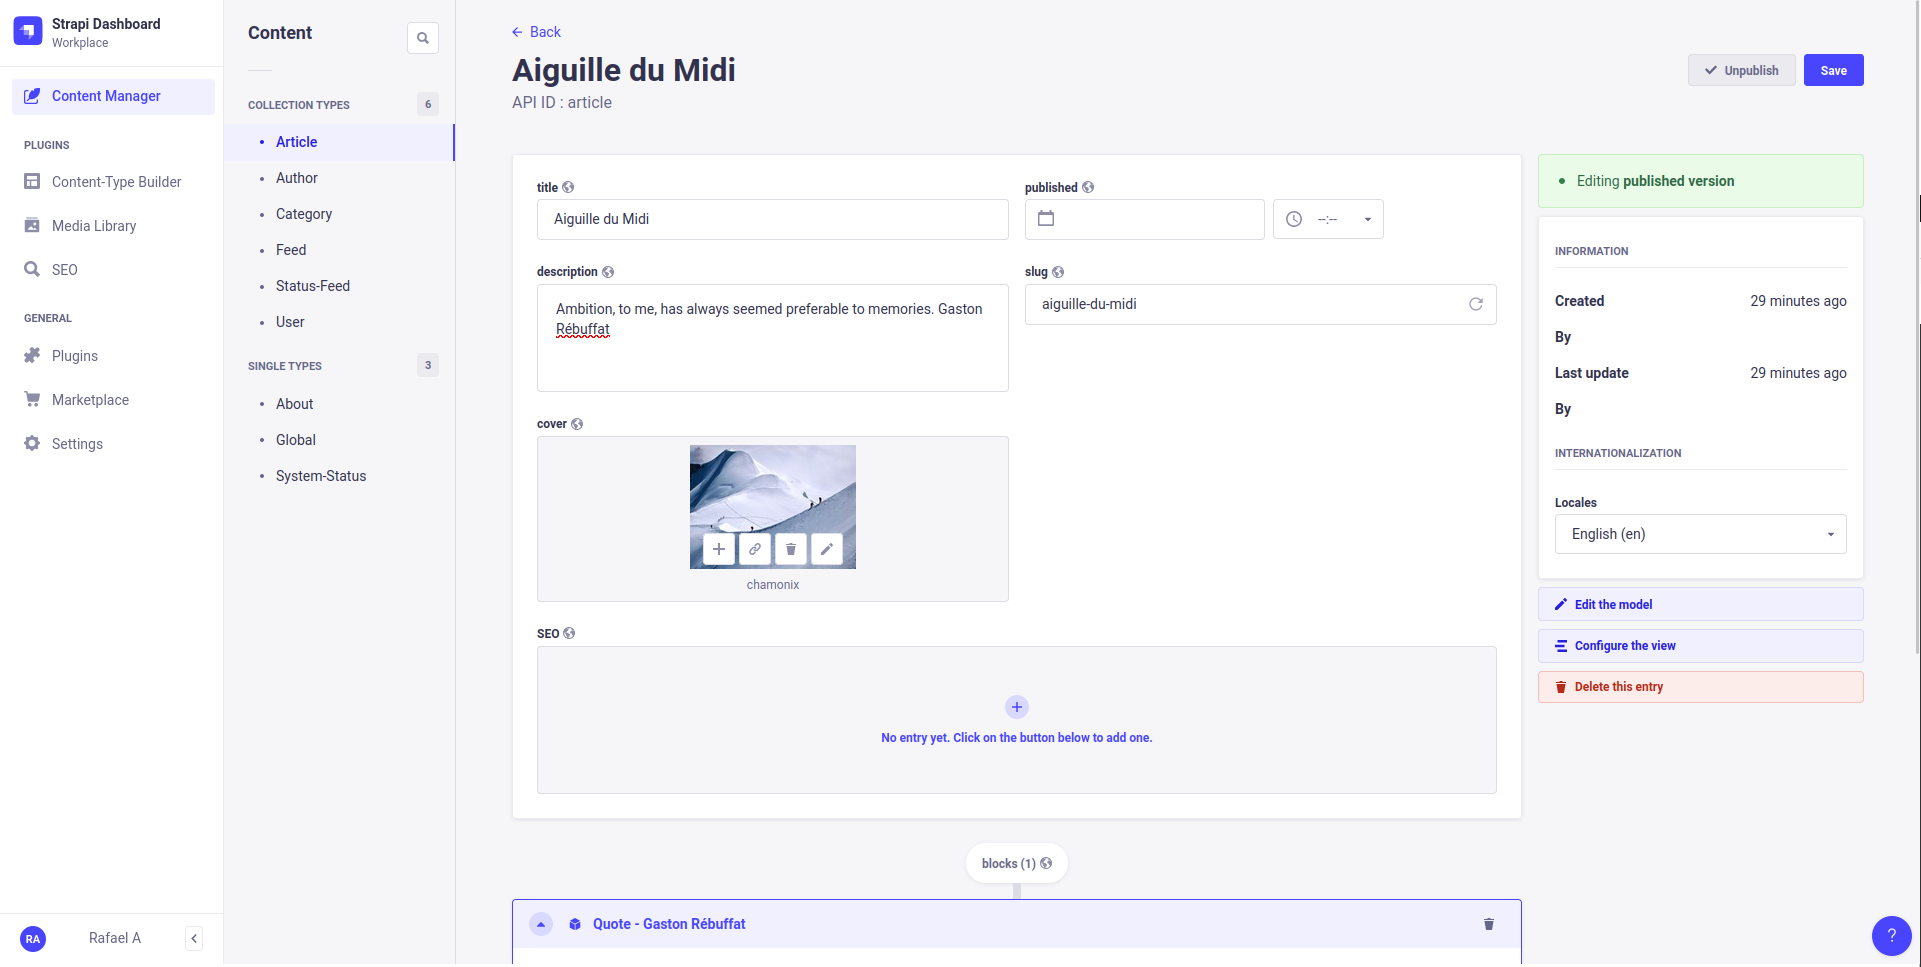 Strapi Dashboard
Workplace
Content Manager
PLUGINS
Content-Type Builder
Media Library
SEO
GENERAL
Plugins
Marketplace
Settings
RA
Rafael A
Content
COLLECTION TYPES
6
Article
Author
Category
Feed
Status-Feed
User
SINGLE TYPES
3
About
Global
System-Status
Back
Aiguille du Midi
API ID : article
Unpublish
Save
title
Aiguille du Midi
published
--:--
description
Ambition, to me, has always seemed preferable to memories. Gaston
Rébuffat
slug
aiguille-du-midi
cover
chamonix
SEO
No entry yet. Click on the button below to add one.
blocks (1)
Quote - Gaston Rébuffat
Editing published version
INFORMATION
Created 29 minutes ago
By
Last update 29 minutes ago
By
INTERNATIONALIZATION
Locales
English (en)
Edit the model
Configure the view
Delete this entry
?